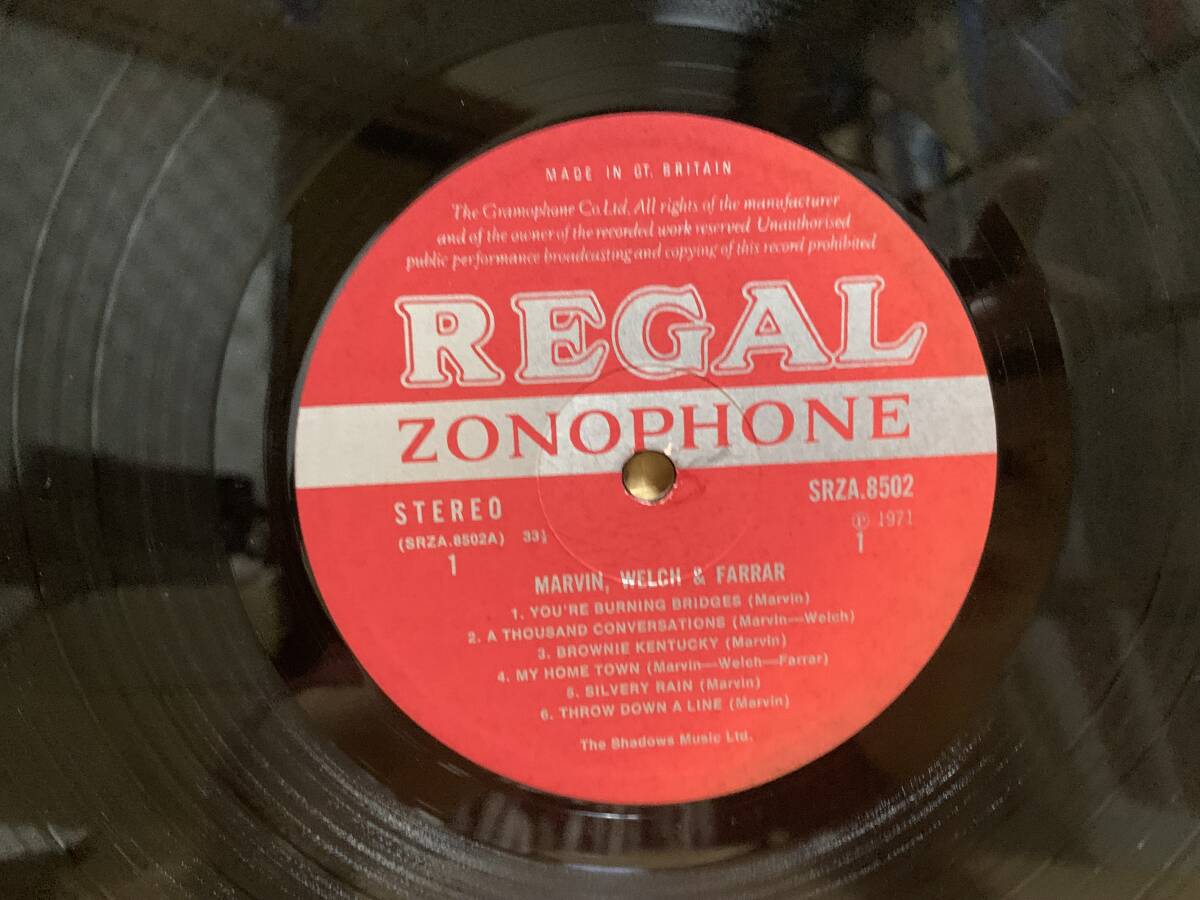 MADE IN GT. BRITAIN
The Gramophone Co. Ltd. All rights of the manufacturer
and of the owner of the recorded work reserved Unauthorised
public performance broadcasting and copying of this record prohibited
REGAL
ZONOPHONE
STEREO
SRZA.8502
(SRZA.8502A) 33⅓
℗ 1971
1
1
MARVIN, WELCH & FARRAR
1. YOU'RE BURNING BRIDGES (Marvin)
2. A THOUSAND CONVERSATIONS (Marvin—Welch)
3. BROWNIE KENTUCKY (Marvin)
4. MY HOME TOWN (Marvin—Welch—Farrar)
5. SILVERY RAIN (Marvin)
6. THROW DOWN A LINE (Marvin)
The Shadows Music Ltd.